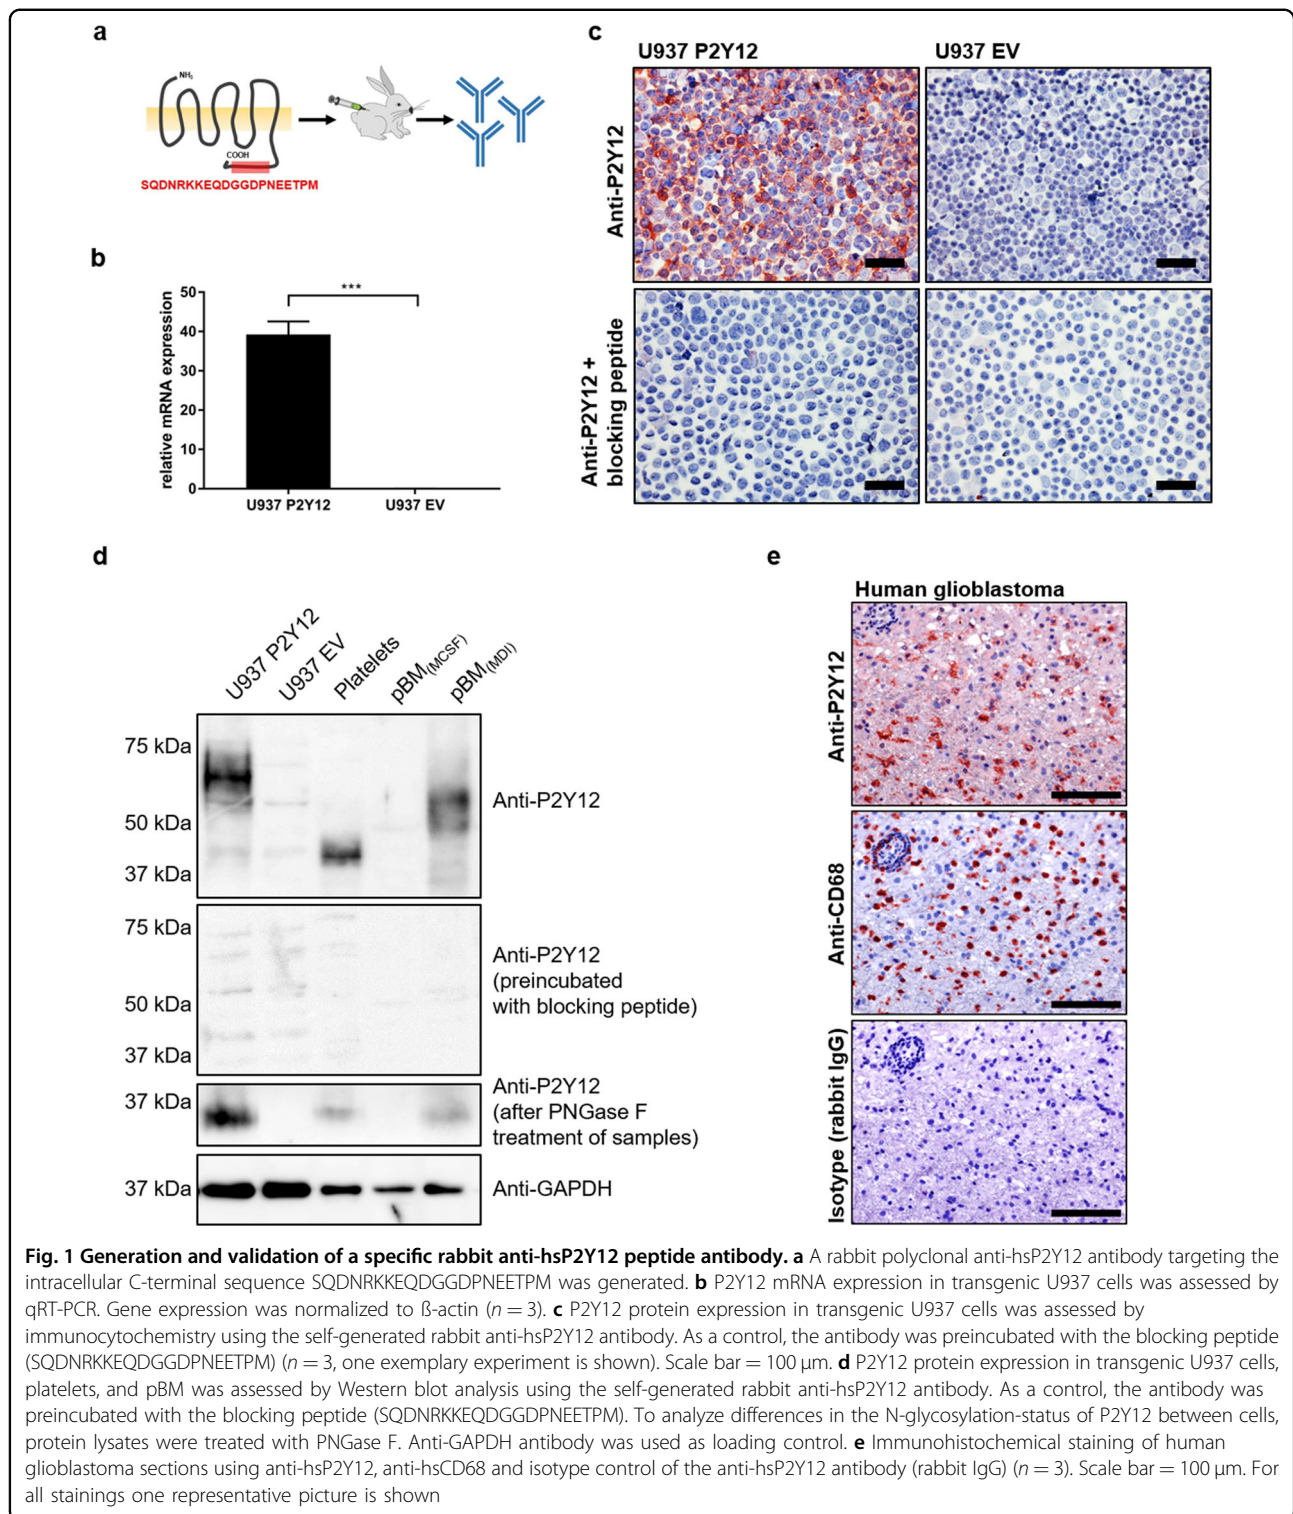 a
NH₂
COOH
SQDNRKKEQDGGDPNEETPM
b
relative mRNA expression
50
40
30
20
10
0
***
U937 P2Y12
U937 EV
c
U937 P2Y12
U937 EV
Anti-P2Y12
Anti-P2Y12 +
blocking peptide
d
U937 P2Y12
U937 EV
Platelets
pBM(MCSF)
pBM(MDI)
75 kDa
50 kDa
37 kDa
Anti-P2Y12
75 kDa
50 kDa
37 kDa
Anti-P2Y12
(preincubated
with blocking peptide)
37 kDa
Anti-P2Y12
(after PNGase F
treatment of samples)
37 kDa
Anti-GAPDH
e
Human glioblastoma
Anti-P2Y12
Anti-CD68
Isotype (rabbit IgG)
Fig. 1 Generation and validation of a specific rabbit anti-hsP2Y12 peptide antibody. a A rabbit polyclonal anti-hsP2Y12 antibody targeting the
intracellular C-terminal sequence SQDNRKKEQDGGDPNEETPM was generated. b P2Y12 mRNA expression in transgenic U937 cells was assessed by
qRT-PCR. Gene expression was normalized to ß-actin (n = 3). c P2Y12 protein expression in transgenic U937 cells was assessed by
immunocytochemistry using the self-generated rabbit anti-hsP2Y12 antibody. As a control, the antibody was preincubated with the blocking peptide
(SQDNRKKEQDGGDPNEETPM) (n = 3, one exemplary experiment is shown). Scale bar = 100 µm. d P2Y12 protein expression in transgenic U937 cells,
platelets, and pBM was assessed by Western blot analysis using the self-generated rabbit anti-hsP2Y12 antibody. As a control, the antibody was
preincubated with the blocking peptide (SQDNRKKEQDGGDPNEETPM). To analyze differences in the N-glycosylation-status of P2Y12 between cells,
protein lysates were treated with PNGase F. Anti-GAPDH antibody was used as loading control. e Immunohistochemical staining of human
glioblastoma sections using anti-hsP2Y12, anti-hsCD68 and isotype control of the anti-hsP2Y12 antibody (rabbit IgG) (n = 3). Scale bar = 100 µm. For
all stainings one representative picture is shown